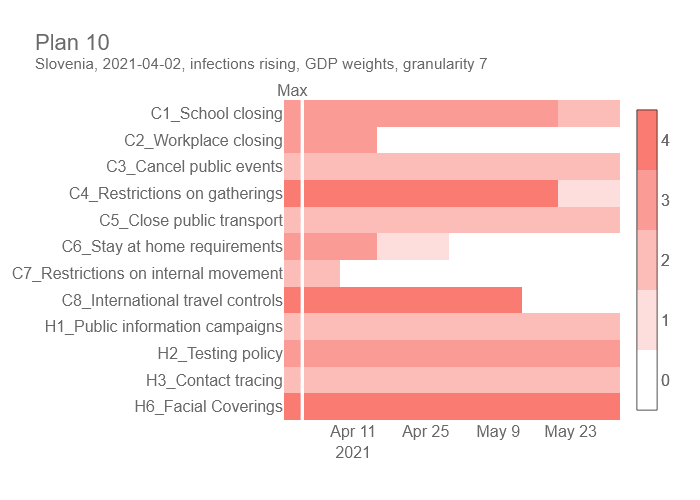 Plan 10
Slovenia, 2021-04-02, infections rising, GDP weights, granularity 7
Max
C1_School closing
C2_Workplace closing
C3_Cancel public events
C4_Restrictions on gatherings
C5_Close public transport
C6_Stay at home requirements
C7_Restrictions on internal movement
C8_International travel controls
H1_Public information campaigns
H2_Testing policy
H3_Contact tracing
H6_Facial Coverings
4
3
2
1
0
Apr 11 Apr 25 May 9 May 23
2021